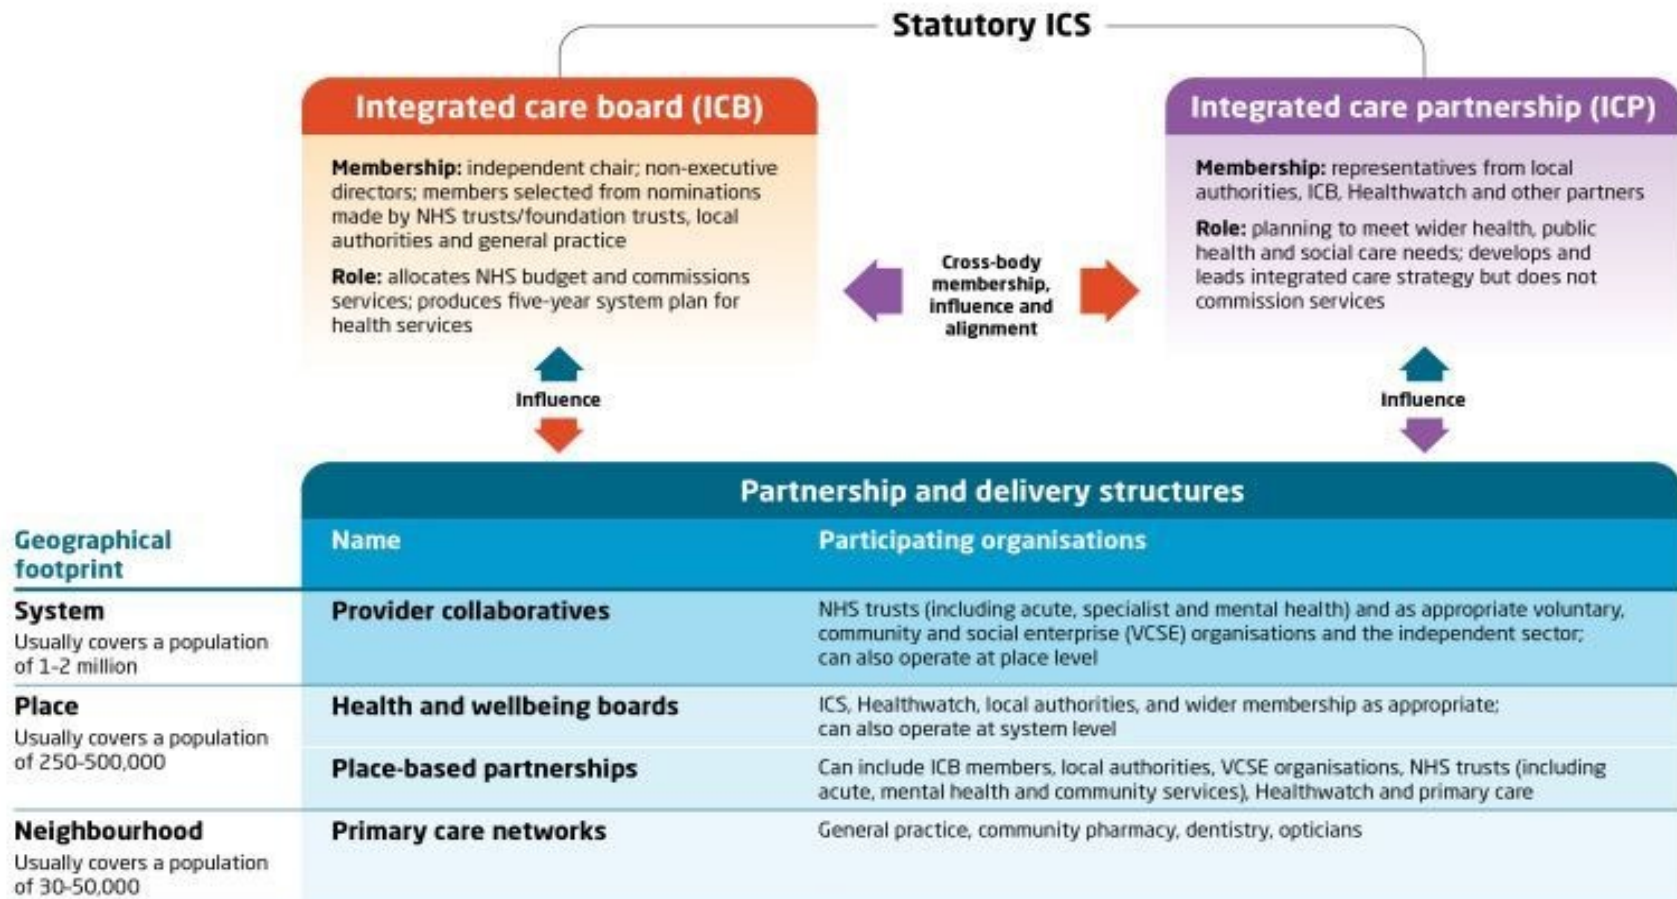 Statutory ICS
Integrated care board (ICB)
Membership: independent chair; non-executive
directors; members selected from nominations
made by NHS trusts/foundation trusts, local
authorities and general practice
Role: allocates NHS budget and commissions
services; produces five-year system plan for
health services
Cross-body
membership,
influence and
alignment
Integrated care partnership (ICP)
Membership: representatives from local
authorities, ICB, Healthwatch and other partners
Role: planning to meet wider health, public
health and social care needs; develops and
leads integrated care strategy but does not
commission services
Influence
Influence
Partnership and delivery structures
Geographical
footprint
Name
Participating organisations
System
Usually covers a population
of 1-2 million
Provider collaboratives
NHS trusts (including acute, specialist and mental health) and as appropriate voluntary,
community and social enterprise (VCSE) organisations and the independent sector;
can also operate at place level
Place
Usually covers a population
of 250-500,000
Health and wellbeing boards
ICS, Healthwatch, local authorities, and wider membership as appropriate;
can also operate at system level
Place-based partnerships
Can include ICB members, local authorities, VCSE organisations, NHS trusts (including
acute, mental health and community services), Healthwatch and primary care
Neighbourhood
Usually covers a population
of 30-50,000
Primary care networks
General practice, community pharmacy, dentistry, opticians